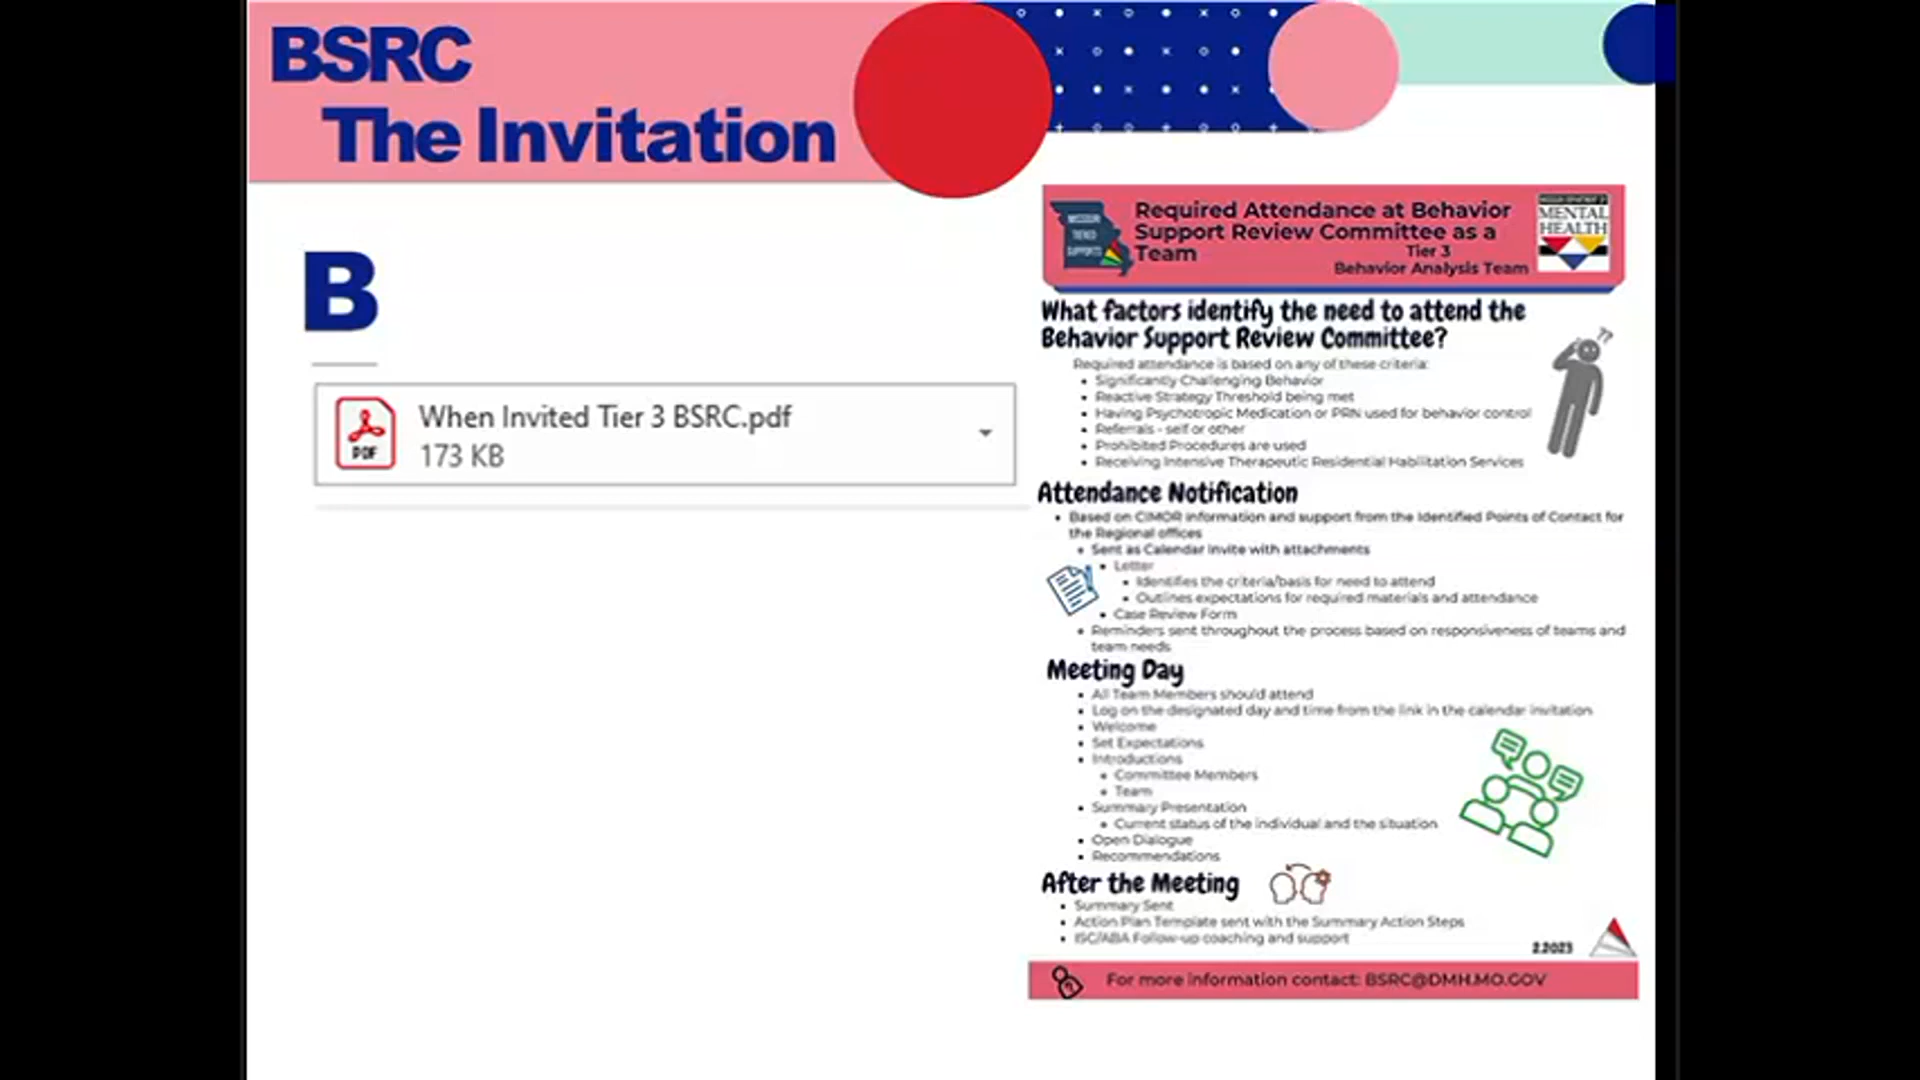 BSRC
The Invitation
B
When Invited Tier 3 BSRC.pdf
PDF
173 KB
MISSOURI
TIERED
SUPPORTS
Required Attendance at Behavior
Support Review Committee as a
Team
Tier 3
Behavior Analysis Team
MENTAL
HEALTH
What factors identify the need to attend the
Behavior Support Review Committee?
Required attendance is based on any of these criteria:
• Significantly Challenging Behavior
• Reactive Strategy Threshold being met
• Having Psychotropic Medication or PRN used for behavior control
• Referrals - self or other
• Prohibited Procedures are used
• Receiving Intensive Therapeutic Residential Habilitation Services
Attendance Notification
• Based on CIMOR information and support from the Identified Points of Contact for
the Regional offices
• Sent as Calendar Invite with attachments
• Letter
• Identifies the criteria/basis for need to attend
• Outlines expectations for required materials and attendance
• Case Review Form
• Reminders sent throughout the process based on responsiveness of teams and
team needs
Meeting Day
• All Team Members should attend
• Log on the designated day and time from the link in the calendar invitation
• Welcome
• Set Expectations
• Introductions
• Committee Members
• Team
• Summary Presentation
• Current status of the individual and the situation
• Open Dialogue
• Recommendations
After the Meeting
• Summary Sent
• Action Plan Template sent with the Summary Action Steps
• ISC/ABA Follow-up coaching and support
2.2023
For more information contact: BSRC@DMH.MO.GOV